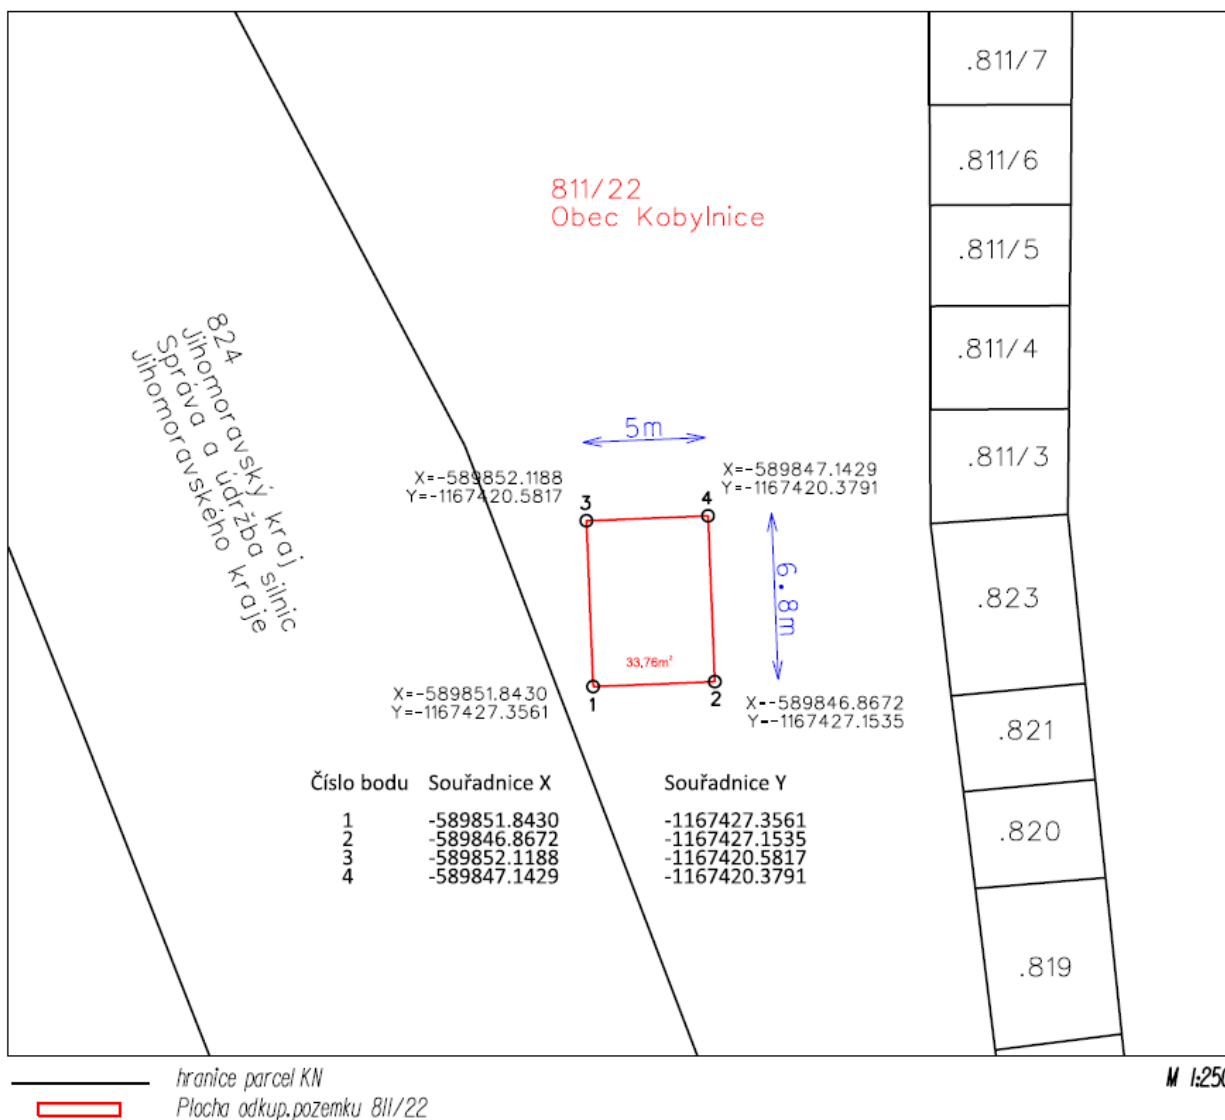 .811/7
.811/6
811/22
Obec Kobylnice
.811/5
824
Jihomoravský kraj
Správa a údržba silnic
Jihomoravského kraje
.811/4
5m
.811/3
X=-589852.1188
Y=-1167420.5817
X=-589847.1429
Y=-1167420.3791
3
4
6.8m
.823
33,76m²
X=-589851.8430
Y=-1167427.3561
1
2
X=-589846.8672
Y=-1167427.1535
.821
Číslo bodu Souřadnice X Souřadnice Y
1 -589851.8430 -1167427.3561
2 -589846.8672 -1167427.1535
3 -589852.1188 -1167420.5817
4 -589847.1429 -1167420.3791
.820
.819
hranice parcel KN
M 1:250
Plocha odkup.pozemku 811/22